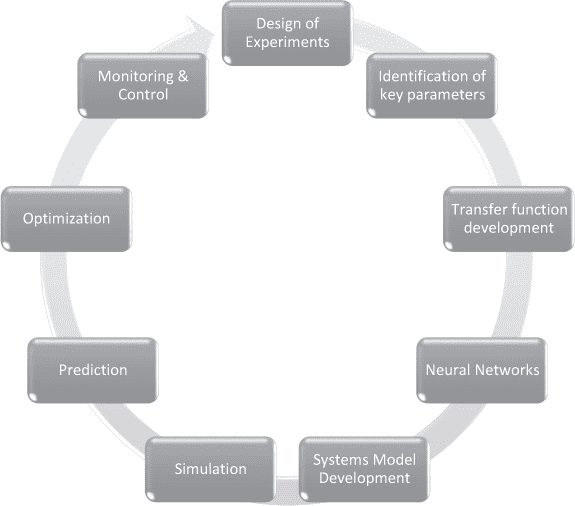 Design of
Experiments
Identification of
key parameters
Transfer function
development
Neural Networks
Systems Model
Development
Simulation
Prediction
Optimization
Monitoring &
Control